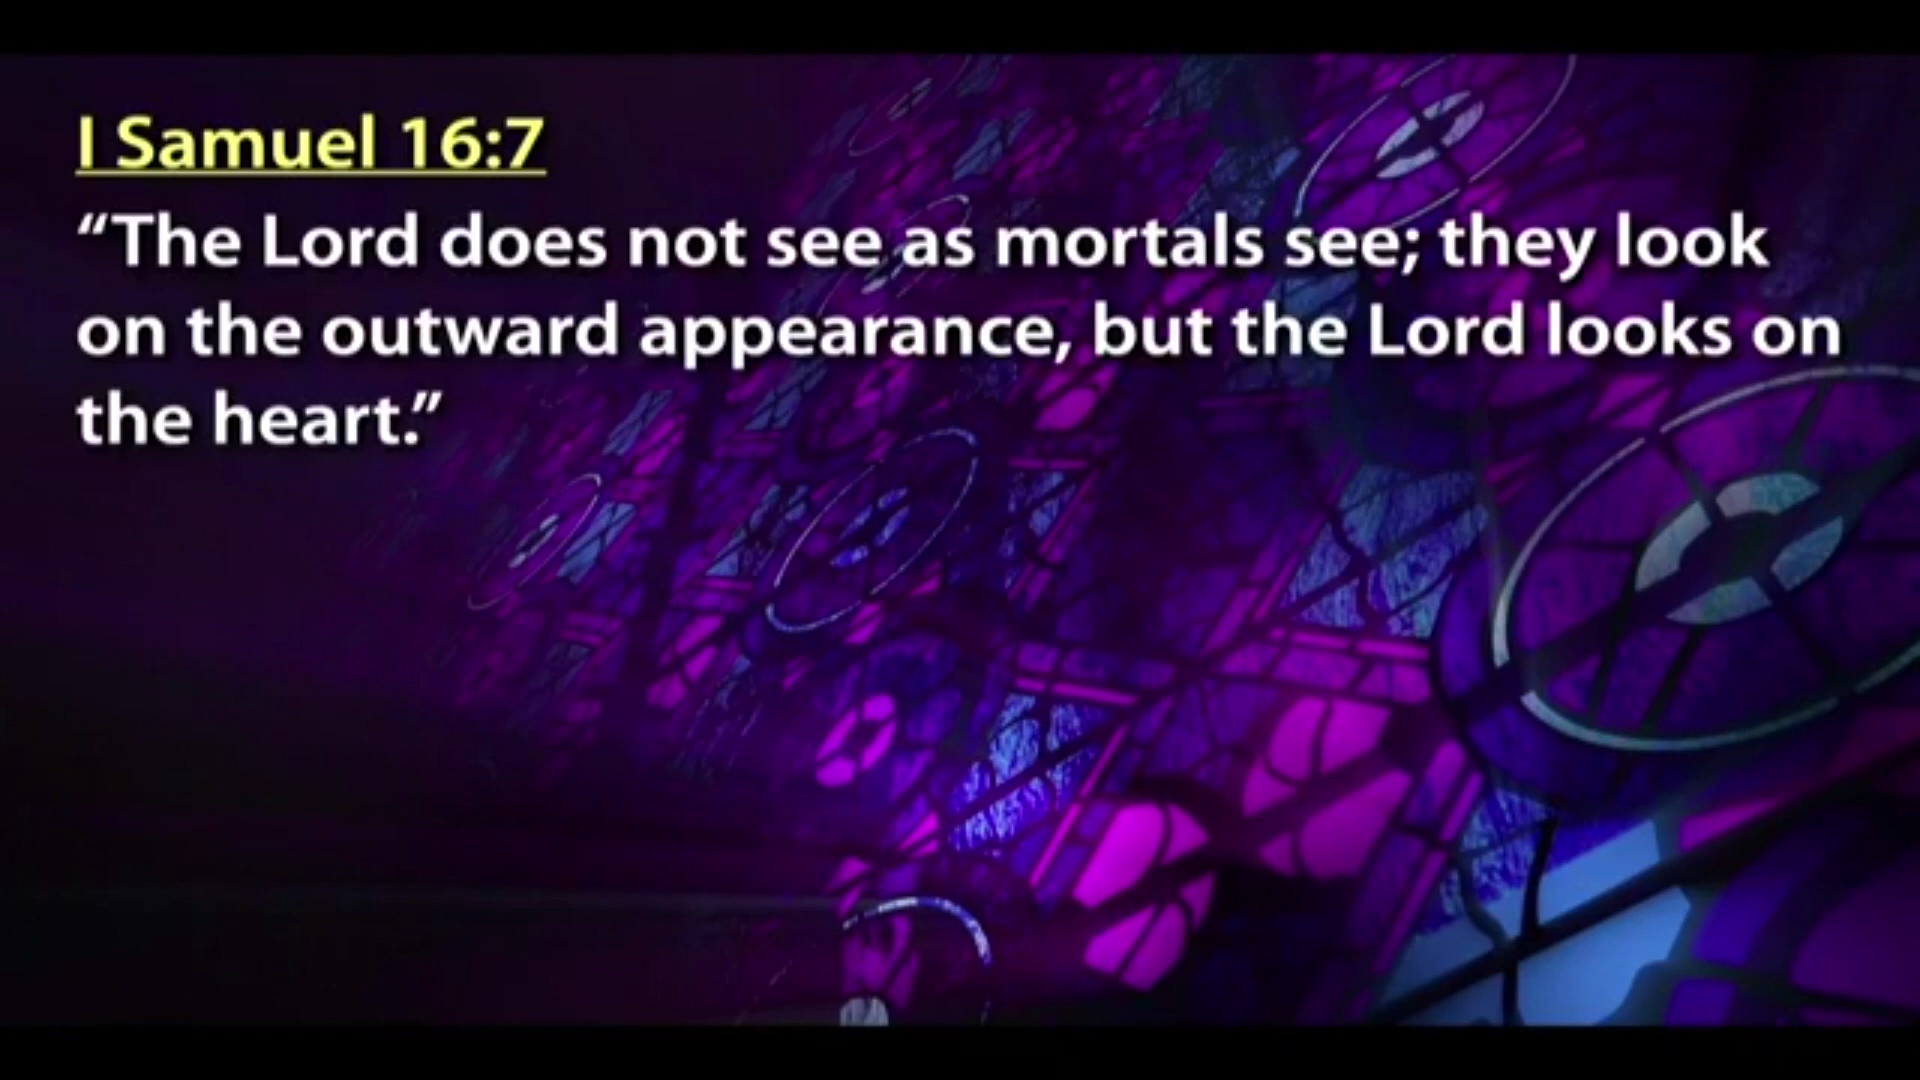 I Samuel 16:7
“The Lord does not see as mortals see; they look
on the outward appearance, but the Lord looks on
the heart.”